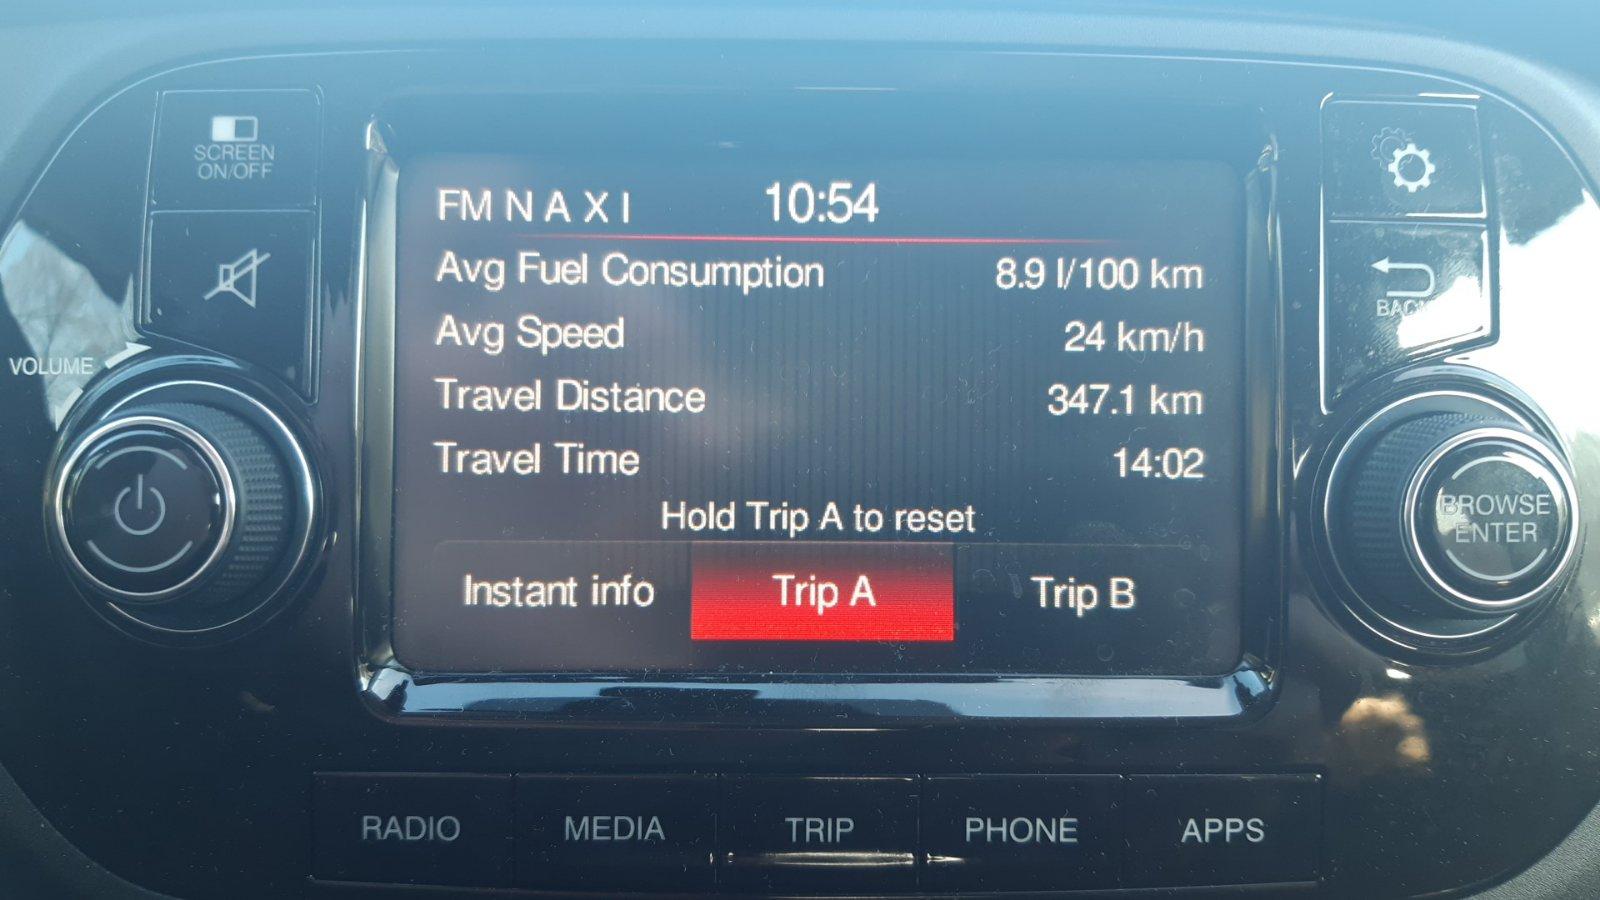 SCREEN
ON/OFF
VOLUME
FM N A X I 10:54
Avg Fuel Consumption 8.9 l/100 km
Avg Speed 24 km/h
Travel Distance 347.1 km
Travel Time 14:02
Hold Trip A to reset
Instant info Trip A Trip B
BACK
BROWSE
ENTER
RADIO MEDIA TRIP PHONE APPS